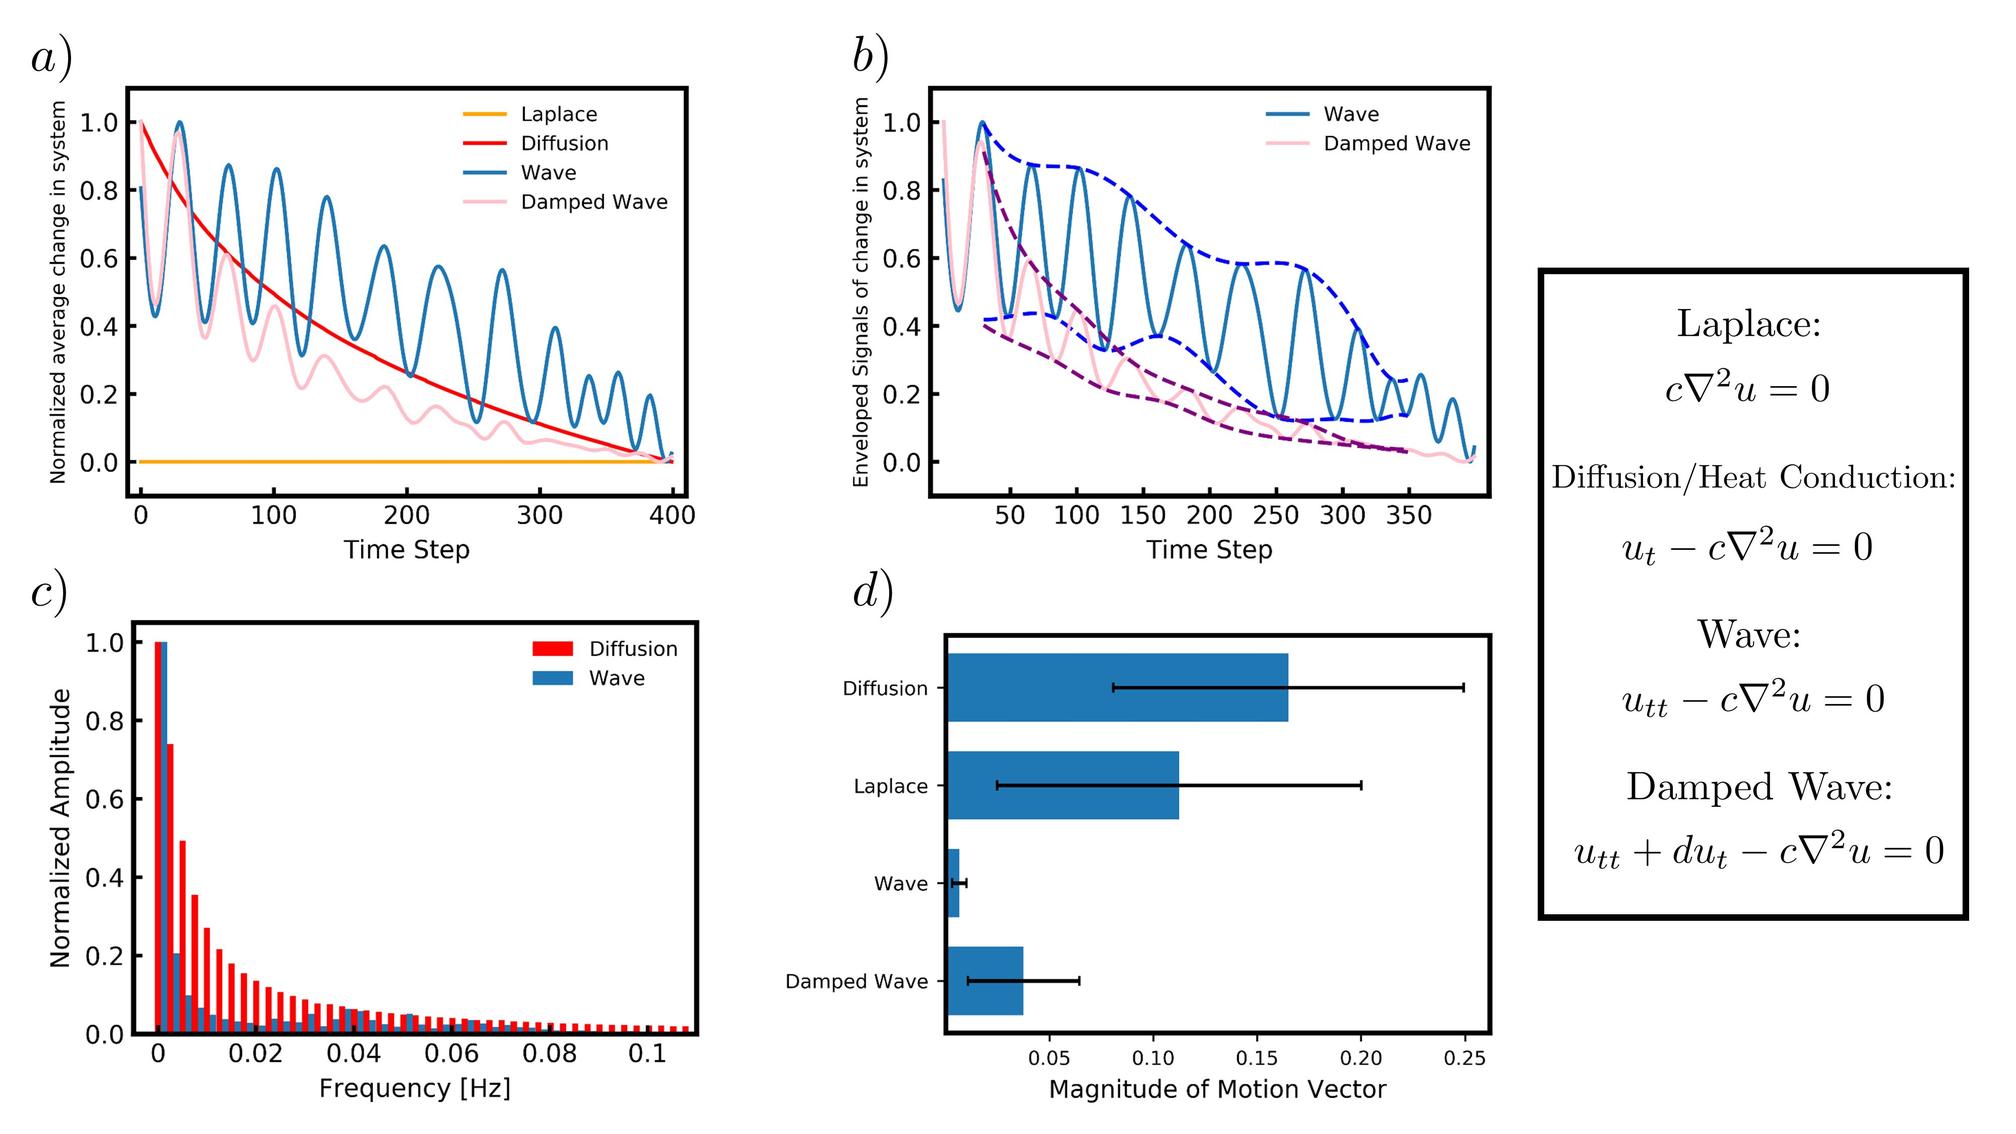 a)
Normalized average change in system
1.0
0.8
0.6
0.4
0.2
0.0
Laplace
Diffusion
Wave
Damped Wave
0 100 200 300 400
Time Step
b)
Enveloped Signals of change in system
1.0
0.8
0.6
0.4
0.2
0.0
Wave
Damped Wave
50 100 150 200 250 300 350
Time Step
c)
Normalized Amplitude
1.0
0.8
0.6
0.4
0.2
0.0
Diffusion
Wave
0 0.02 0.04 0.06 0.08 0.1
Frequency [Hz]
d)
Diffusion
Laplace
Wave
Damped Wave
0.05 0.10 0.15 0.20 0.25
Magnitude of Motion Vector
Laplace:
c∇²u = 0
Diffusion/Heat Conduction:
uₜ − c∇²u = 0
Wave:
uₜₜ − c∇²u = 0
Damped Wave:
uₜₜ + duₜ − c∇²u = 0